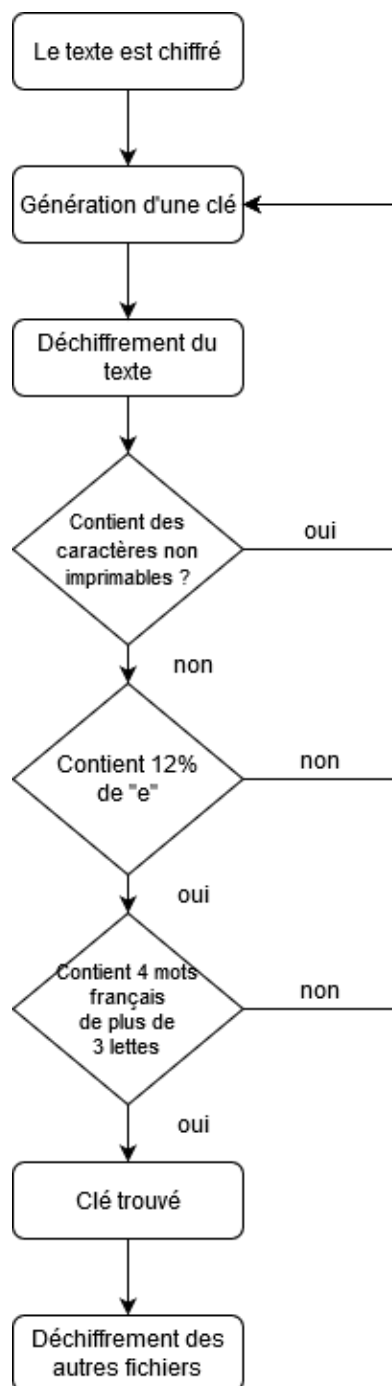 Le texte est chiffré
Génération d'une clé
Déchiffrement du
texte
Contient des
caractères non
imprimables ?
oui
non
Contient 12%
de "e"
non
oui
Contient 4 mots
français
de plus de
3 lettes
non
oui
Clé trouvé
Déchiffrement des
autres fichiers